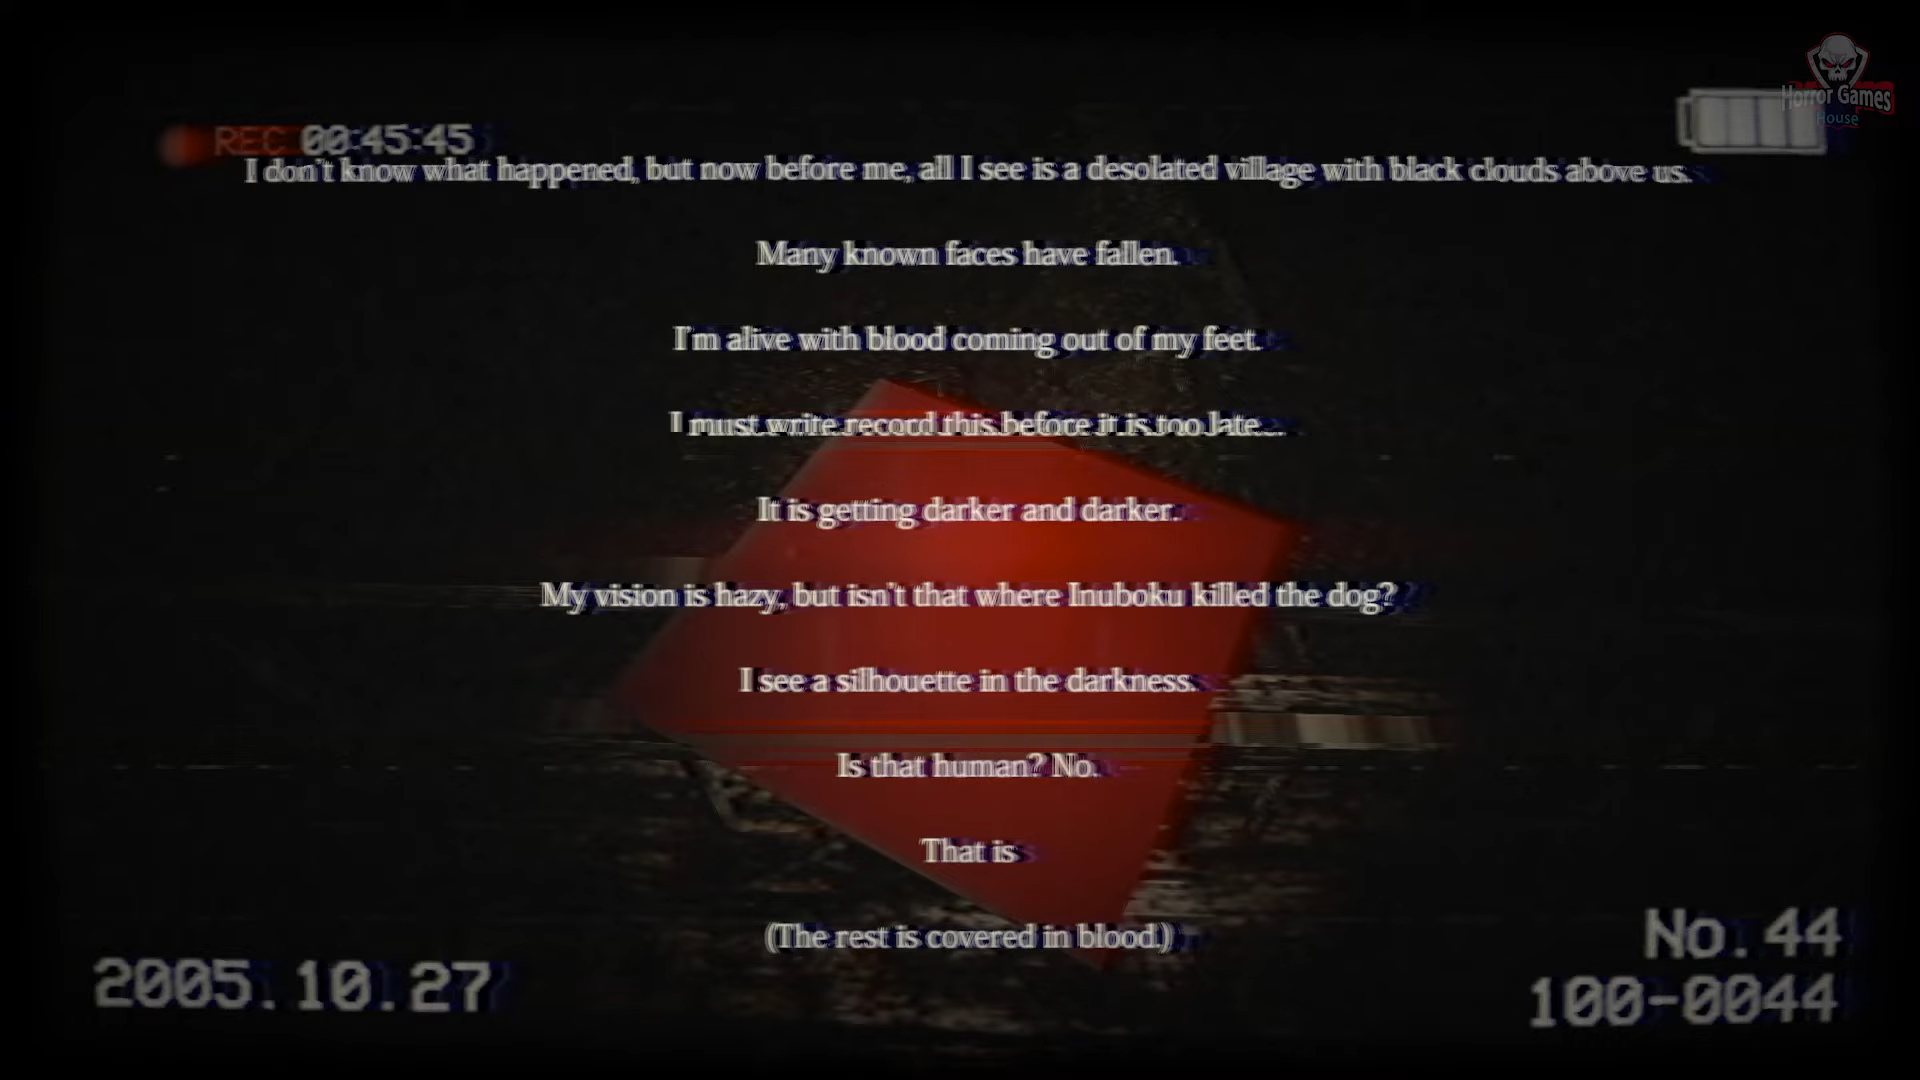 Horror Games
House
REC 00:45:45
I don't know what happened, but now before me, all I see is a desolated village with black clouds above us.
Many known faces have fallen.
I'm alive with blood coming out of my feet.
I must write record this before it is too late...
It is getting darker and darker.
My vision is hazy, but isn't that where Inuboku killed the dog?
I see a silhouette in the darkness.
Is that human? No.
That is
(The rest is covered in blood.)
No.44
2005.10.27
100-0044